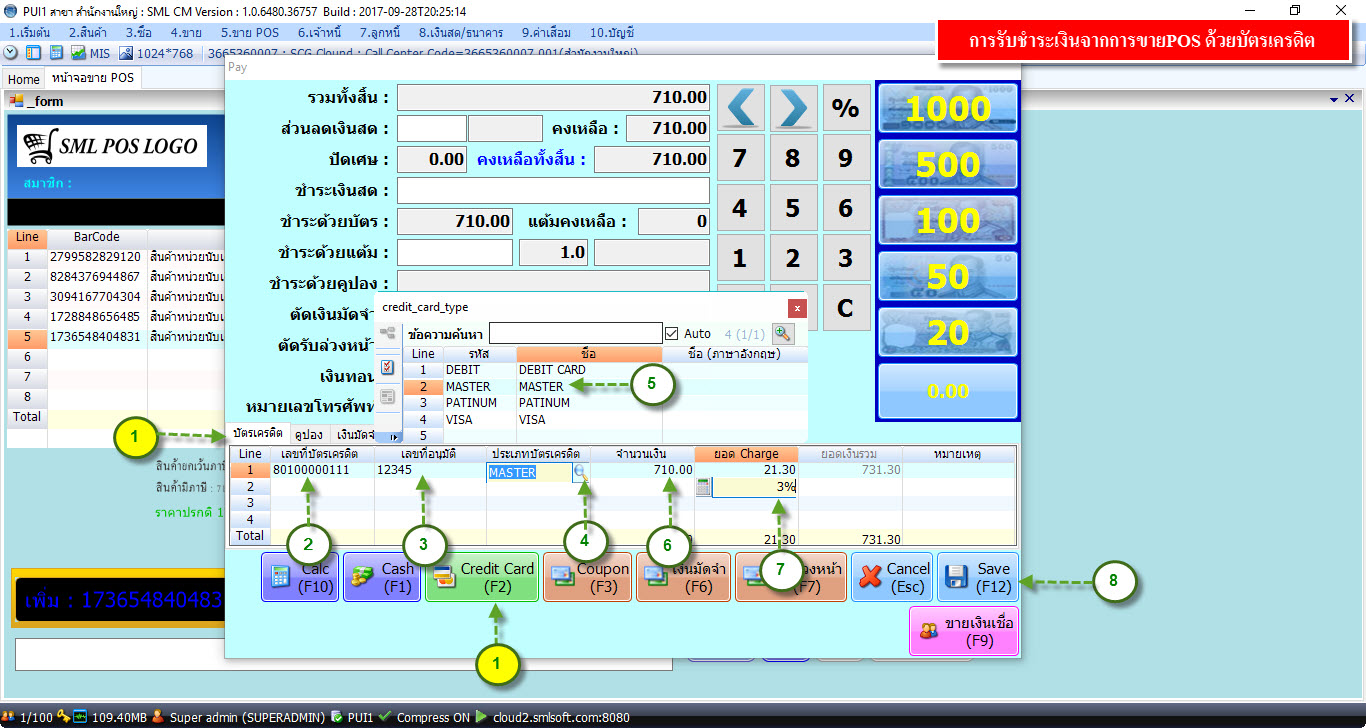 PUI1 สาขา สำนักงานใหญ่ : SML CM Version : 1.0.6480.36757 Build : 2017-09-28T20:25:14
1.เริ่มต้น 2.สินค้า 3.ซื้อ 4.ขาย 5.ขาย POS 6.เจ้าหนี้ 7.ลูกหนี้ 8.เงินสด/ธนาคาร 9.ค่าเสื่อม 10.บัญชี
การรับชำระเงินจากการขายPOS ด้วยบัตรเครดิต
MIS 1024*768 3665360007 : SCG Clound : Call Center Code=3665360007 001(สำนักงานใหญ่)
Pay
Home หน้าจอขาย POS
_form
SML POS LOGO
สมาชิก :
Line BarCode
1 2799582829120 สินค้าหน่วยนับเ
2 8284376944867 สินค้าหน่วยนับเ
3 3094167704304 สินค้าหน่วยนับเ
4 1728848656485 สินค้าหน่วยนับเ
5 1736548404831 สินค้าหน่วยนับเ
6
7
8
Total
สินค้ายกเว้นภาษี
สินค้ามีภาษี : 7
ราคาปรกติ 1
เพิ่ม : 173654840483
รวมทั้งสิ้น : 710.00
ส่วนลดเงินสด : คงเหลือ : 710.00
ปัดเศษ : 0.00 คงเหลือทั้งสิ้น : 710.00
ชำระเงินสด :
ชำระด้วยบัตร : 710.00 แต้มคงเหลือ : 0
ชำระด้วยแต้ม : 1.0
ชำระด้วยคูปอง :
ตัดเงินมัดจำ
ตัดรับล่วงหน้
เงินทอน
หมายเลขโทรศัพท
%
7 8 9
4 5 6
1 2 3
C
1000
500
100
50
20
0.00
credit_card_type
x
ข้อความค้นหา Auto 4 (1/1)
Line รหัส ชื่อ ชื่อ (ภาษาอังกฤษ)
1 DEBIT DEBIT CARD
2 MASTER MASTER
3 PATINUM PATINUM
4 VISA VISA
5
5
1
บัตรเครดิต คูปอง เงินมัดจ
Line เลขที่บัตรเครดิต เลขที่อนุมัติ ประเภทบัตรเครดิต จำนวนเงิน ยอด Charge ยอดเงินรวม หมายเหตุ
1 80100000111 12345 MASTER 710.00 21.30 731.30
2 3%
3
4
Total 21.30 731.30
2 3 4 6 7 8
Calc (F10)
Cash (F1)
Credit Card (F2)
Coupon (F3)
เงินมัดจำ (F6)
วงหน้า (F7)
Cancel (Esc)
Save (F12)
ขายเงินเชื่อ (F9)
1
1/100 109.40MB Super admin (SUPERADMIN) PUI1 Compress ON cloud2.smlsoft.com:8080